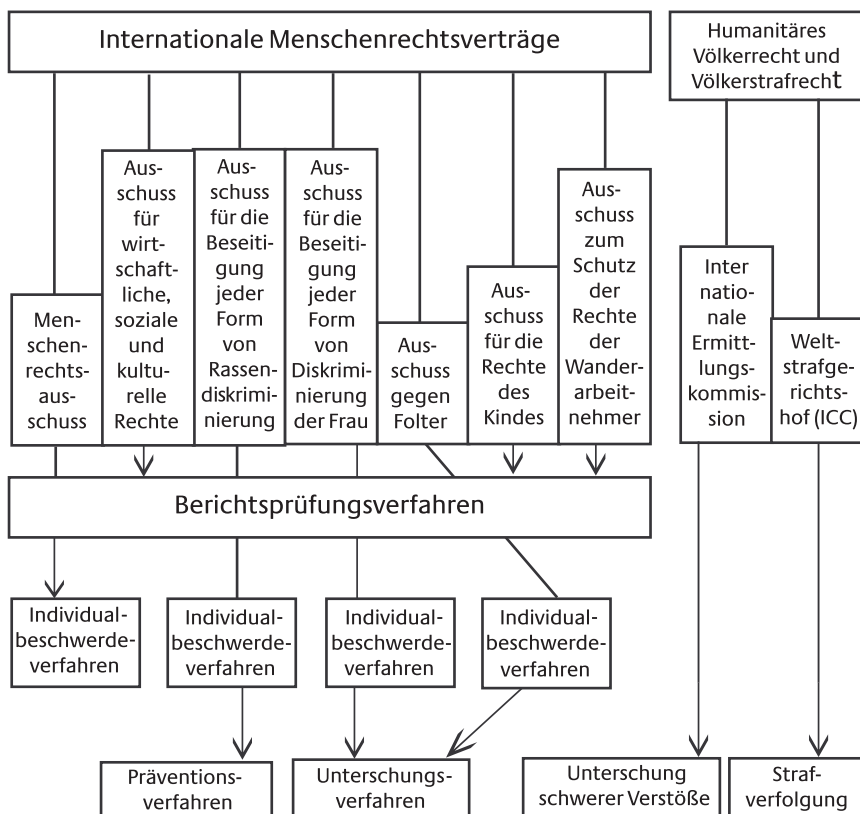 Internationale Menschenrechtsverträge
Humanitäres
Völkerrecht und
Völkerstrafrecht
Men-
schen-
rechts-
aus-
schuss
Aus-
schuss
für
wirt-
schaft-
liche,
soziale
und
kultu-
relle
Rechte
Aus-
schuss
für die
Beseiti-
gung
jeder
Form
von
Rassen-
diskrimi-
nierung
Aus-
schuss
für die
Beseiti-
gung
jeder
Form
von
Diskrimi-
nierung
der Frau
Aus-
schuss
gegen
Folter
Aus-
schuss
für die
Rechte
des
Kindes
Aus-
schuss
zum
Schutz
der
Rechte
der
Wander-
arbeit-
nehmer
Inter
natio-
nale
Ermitt-
lungs-
kommis-
sion
Welt-
strafge-
richts-
hof (ICC)
Berichtsprüfungsverfahren
Individual-
beschwerde-
verfahren
Individual-
beschwerde-
verfahren
Individual-
beschwerde-
verfahren
Individual-
beschwerde-
verfahren
Präventions-
verfahren
Unterschungs-
verfahren
Unterschung
schwerer Verstöße
Straf-
verfolgung